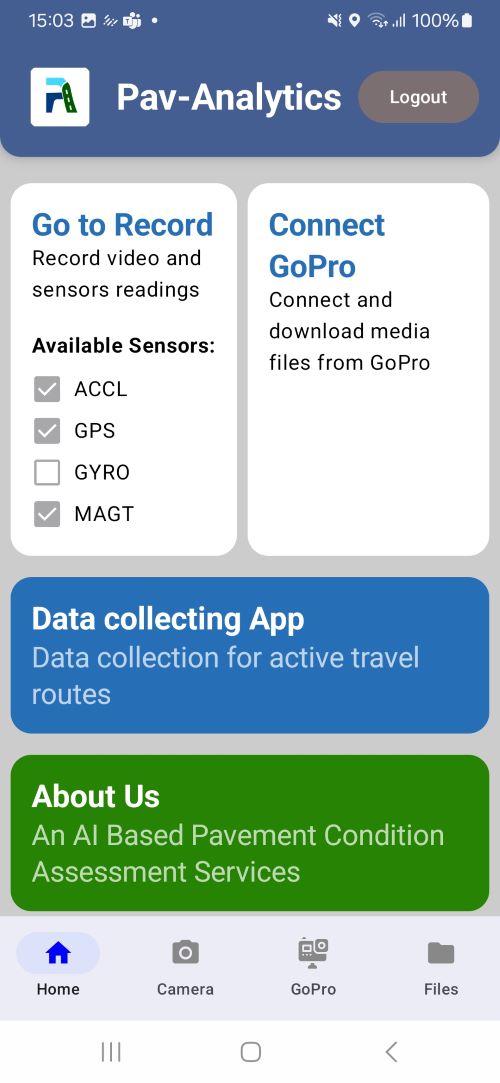 15:03 100%
Pav-Analytics
Logout
Go to Record
Record video and
sensors readings
Available Sensors:
ACCL
GPS
GYRO
MAGT
Connect
GoPro
Connect and
download media
files from GoPro
Data collecting App
Data collection for active travel
routes
About Us
An AI Based Pavement Condition
Assessment Services
Home
Camera
GoPro
Files